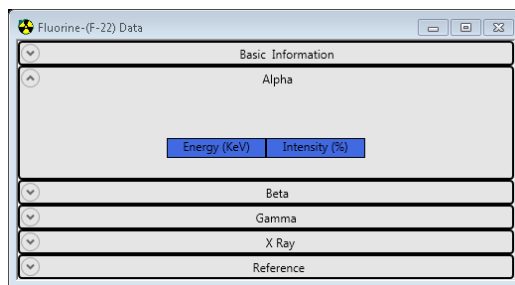 Fluorine-(F-22) Data
Basic Information
Alpha
Energy (KeV) Intensity (%)
Beta
Gamma
X Ray
Reference